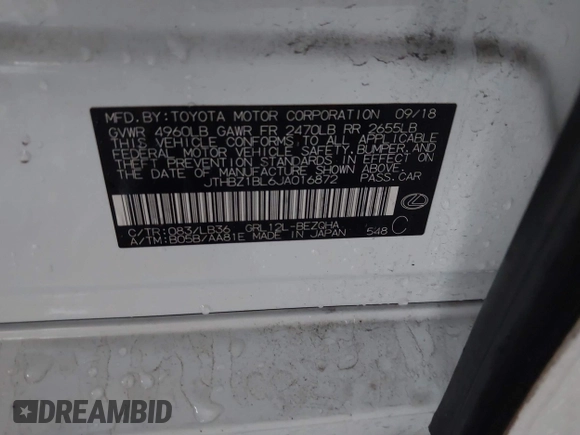 MFD.BY:TOYOTA MOTOR CORPORATION 09/18
GVWR 4960LB GAWR FR 2470LB RR 2655LB
THIS VEHICLE CONFORMS TO ALL APPLICABLE
FEDERAL MOTOR VEHICLE SAFETY, BUMPER, AND
THEFT PREVENTION STANDARDS IN EFFECT ON
THE DATE OF MANUFACTURE SHOWN ABOVE.
JTHBZ1BL6JA016872 PASS.CAR
C/TR:083/LB36 GRL12L-BEZQHA
A/TM:B05B/AA81E MADE IN JAPAN 548 C
DREAMBID